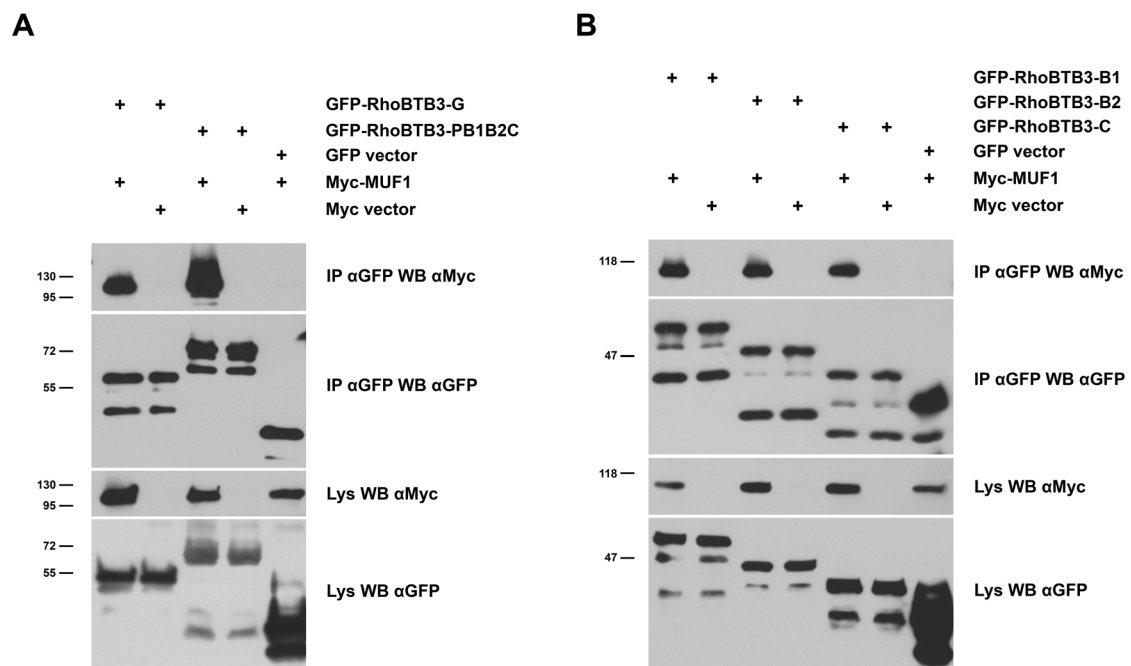 A
+ + GFP-RhoBTB3-G
+ + GFP-RhoBTB3-PB1B2C
+ GFP vector
+ + + Myc-MUF1
+ + Myc vector
130
95
IP αGFP WB αMyc
72
55
IP αGFP WB αGFP
130
95
Lys WB αMyc
72
55
Lys WB αGFP
B
+ + GFP-RhoBTB3-B1
+ + GFP-RhoBTB3-B2
+ + GFP-RhoBTB3-C
+ GFP vector
+ + + + Myc-MUF1
+ + + Myc vector
118
IP αGFP WB αMyc
47
IP αGFP WB αGFP
118
Lys WB αMyc
47
Lys WB αGFP